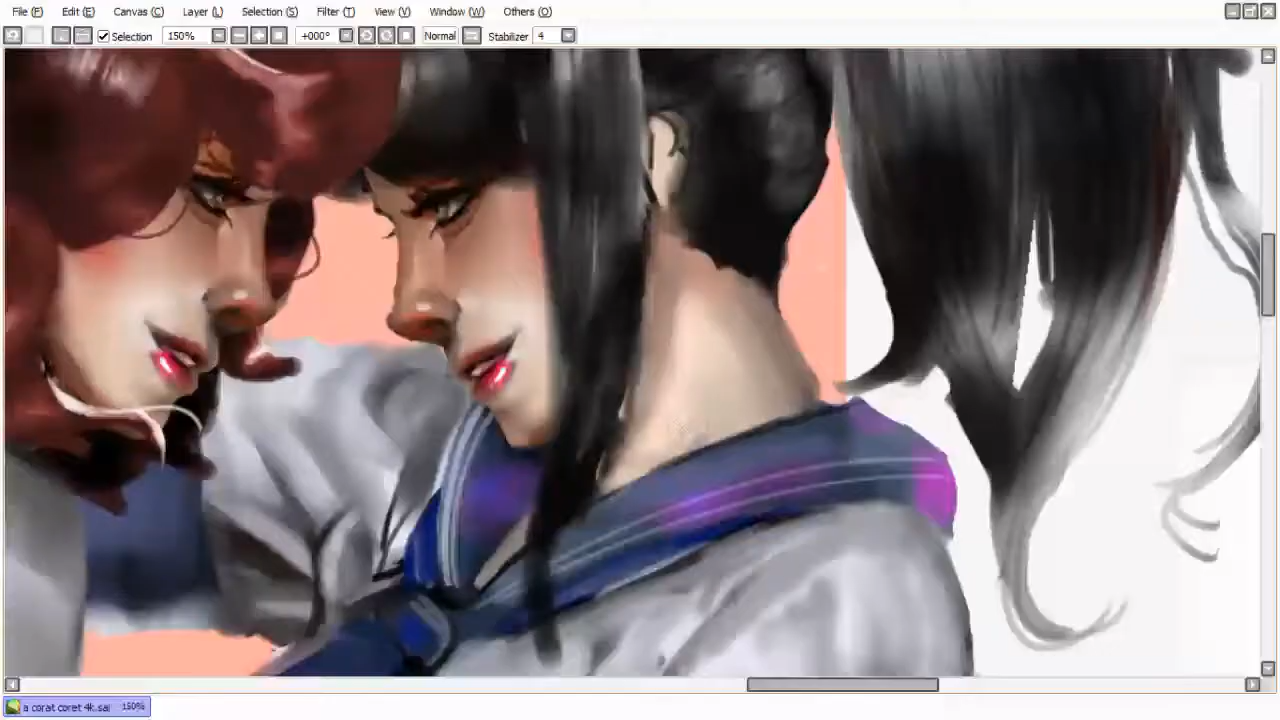 File (F) Edit (E) Canvas (C) Layer (L) Selection (S) Filter (T) View (V) Window (W) Others (O)
Selection 150% +000° Normal Stabilizer 4
a corat coret 4k.sai 150%